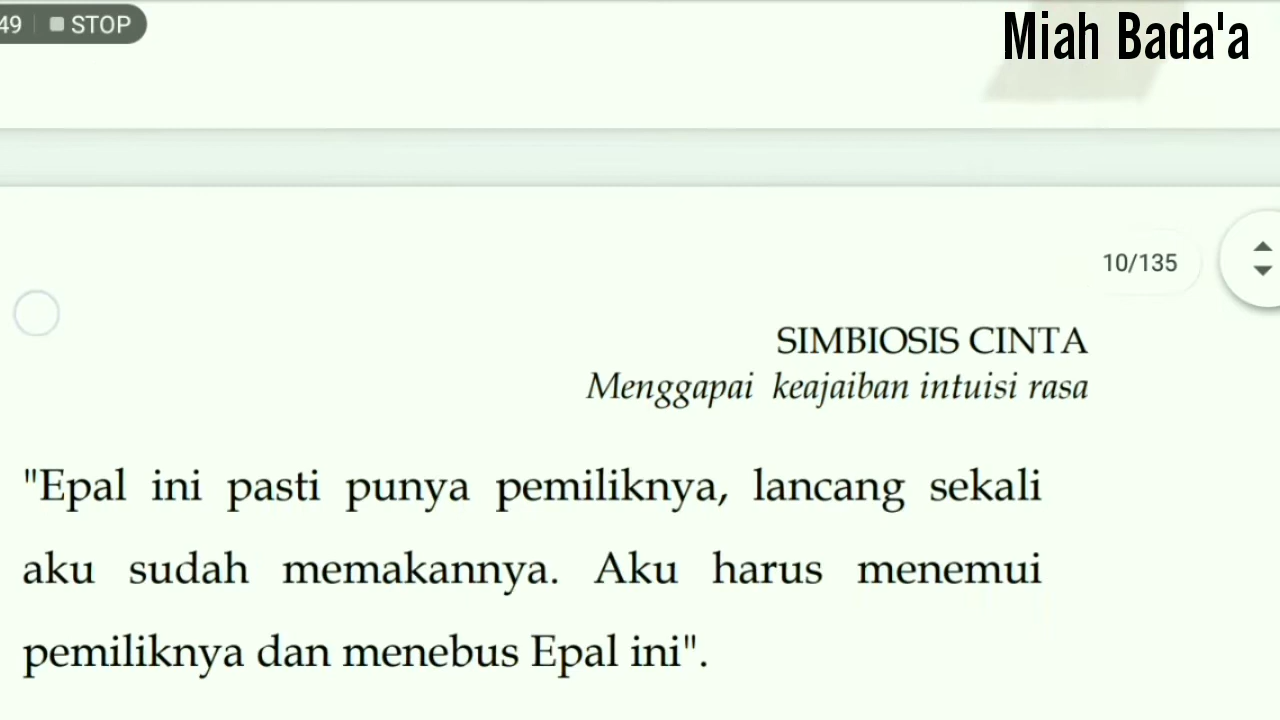 49 STOP
Miah Bada'a
10/135
SIMBIOSIS CINTA
Menggapai keajaiban intuisi rasa
"Epal ini pasti punya pemiliknya, lancang sekali
aku sudah memakannya. Aku harus menemui
pemiliknya dan menebus Epal ini".